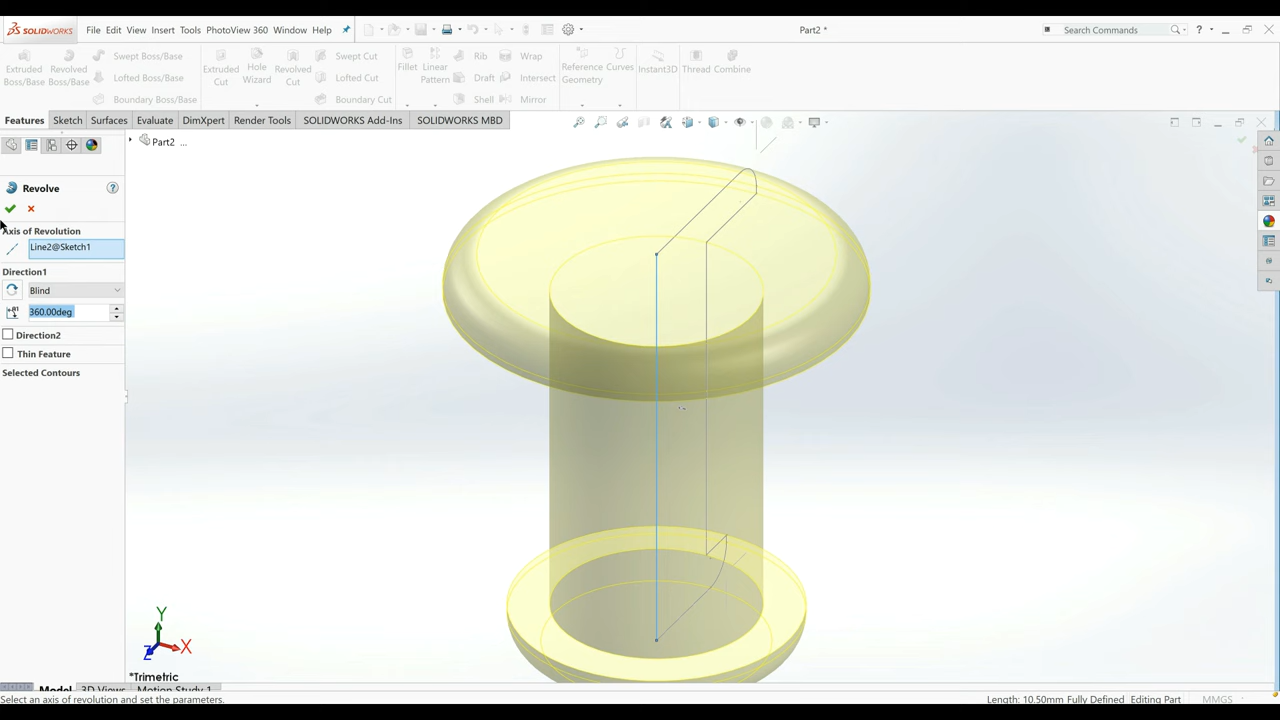 SOLIDWORKS File Edit View Insert Tools PhotoView 360 Window Help Part2 * Search Commands ?
Extruded Boss/Base
Revolved Boss/Base
Swept Boss/Base
Lofted Boss/Base
Boundary Boss/Base
Extruded Cut
Hole Wizard
Revolved Cut
Swept Cut
Lofted Cut
Boundary Cut
Fillet
Linear Pattern
Rib
Draft
Shell
Wrap
Intersect
Mirror
Reference Geometry
Curves
Instant3D
Thread
Combine
Features Sketch Surfaces Evaluate DimXpert Render Tools SOLIDWORKS Add-Ins SOLIDWORKS MBD
Part2 ...
Revolve ?
Axis of Revolution
Line2@Sketch1
Direction1
Blind
360.00deg
Direction2
Thin Feature
Selected Contours
Y
X
Z
*Trimetric
Model 3D Views Motion Study 1
Select an axis of revolution and set the parameters. Length: 10.50mm Fully Defined Editing Part MMGS